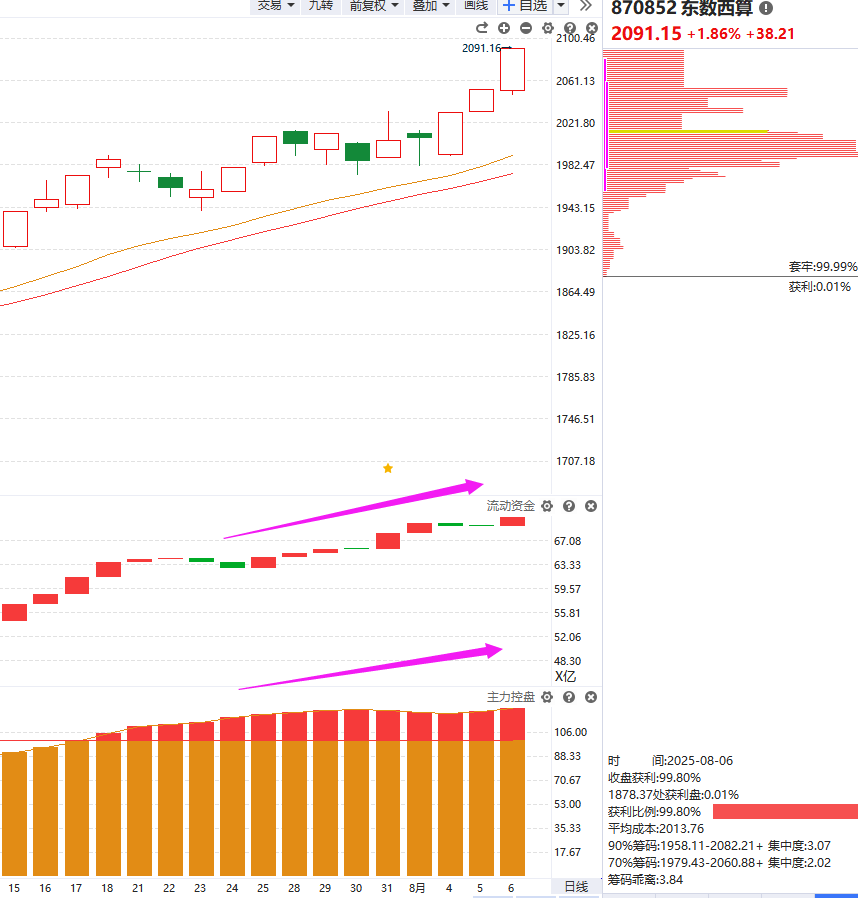 交易 九转 前复权 叠加 画线 自选
870852 东数西算
2091.15 +1.86% +38.21
2100.46
2091.16
2061.13
2021.80
1982.47
1943.15
1903.82
1864.49
1825.16
1785.83
1746.51
1707.18
套牢:99.99%
获利:0.01%
流动资金
67.08
63.33
59.57
55.81
52.06
48.30
X亿
主力控盘
106.00
88.33
70.67
53.00
35.33
17.67
15 16 17 18 21 22 23 24 25 28 29 30 31 8月 4 5 6 日线
时 间:2025-08-06
收盘获利:99.80%
1878.37处获利盘:0.01%
获利比例:99.80%
平均成本:2013.76
90%筹码:1958.11-2082.21+ 集中度:3.07
70%筹码:1979.43-2060.88+ 集中度:2.02
筹码乖离:3.84